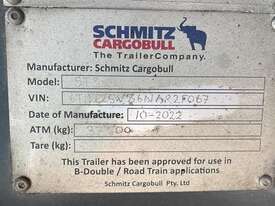 SCHMITZ
CARGOBULL
The TrailerCompany.
Manufacturer: Schmitz Cargobull
Model:
VIN:
Date of Manufacture: 10-2022
ATM (kg):
Tare (kg):
This Trailer has been approved for use in
B-Double / Road Train applications
Schmitz Cargobull Pty, Ltd